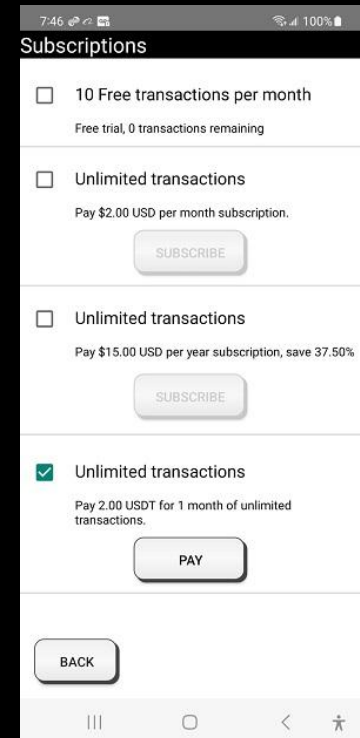 7:46 100%
Subscriptions
10 Free transactions per month
Free trial, 0 transactions remaining
Unlimited transactions
Pay $2.00 USD per month subscription.
SUBSCRIBE
Unlimited transactions
Pay $15.00 USD per year subscription, save 37.50%
SUBSCRIBE
Unlimited transactions
Pay 2.00 USDT for 1 month of unlimited
transactions.
PAY
BACK